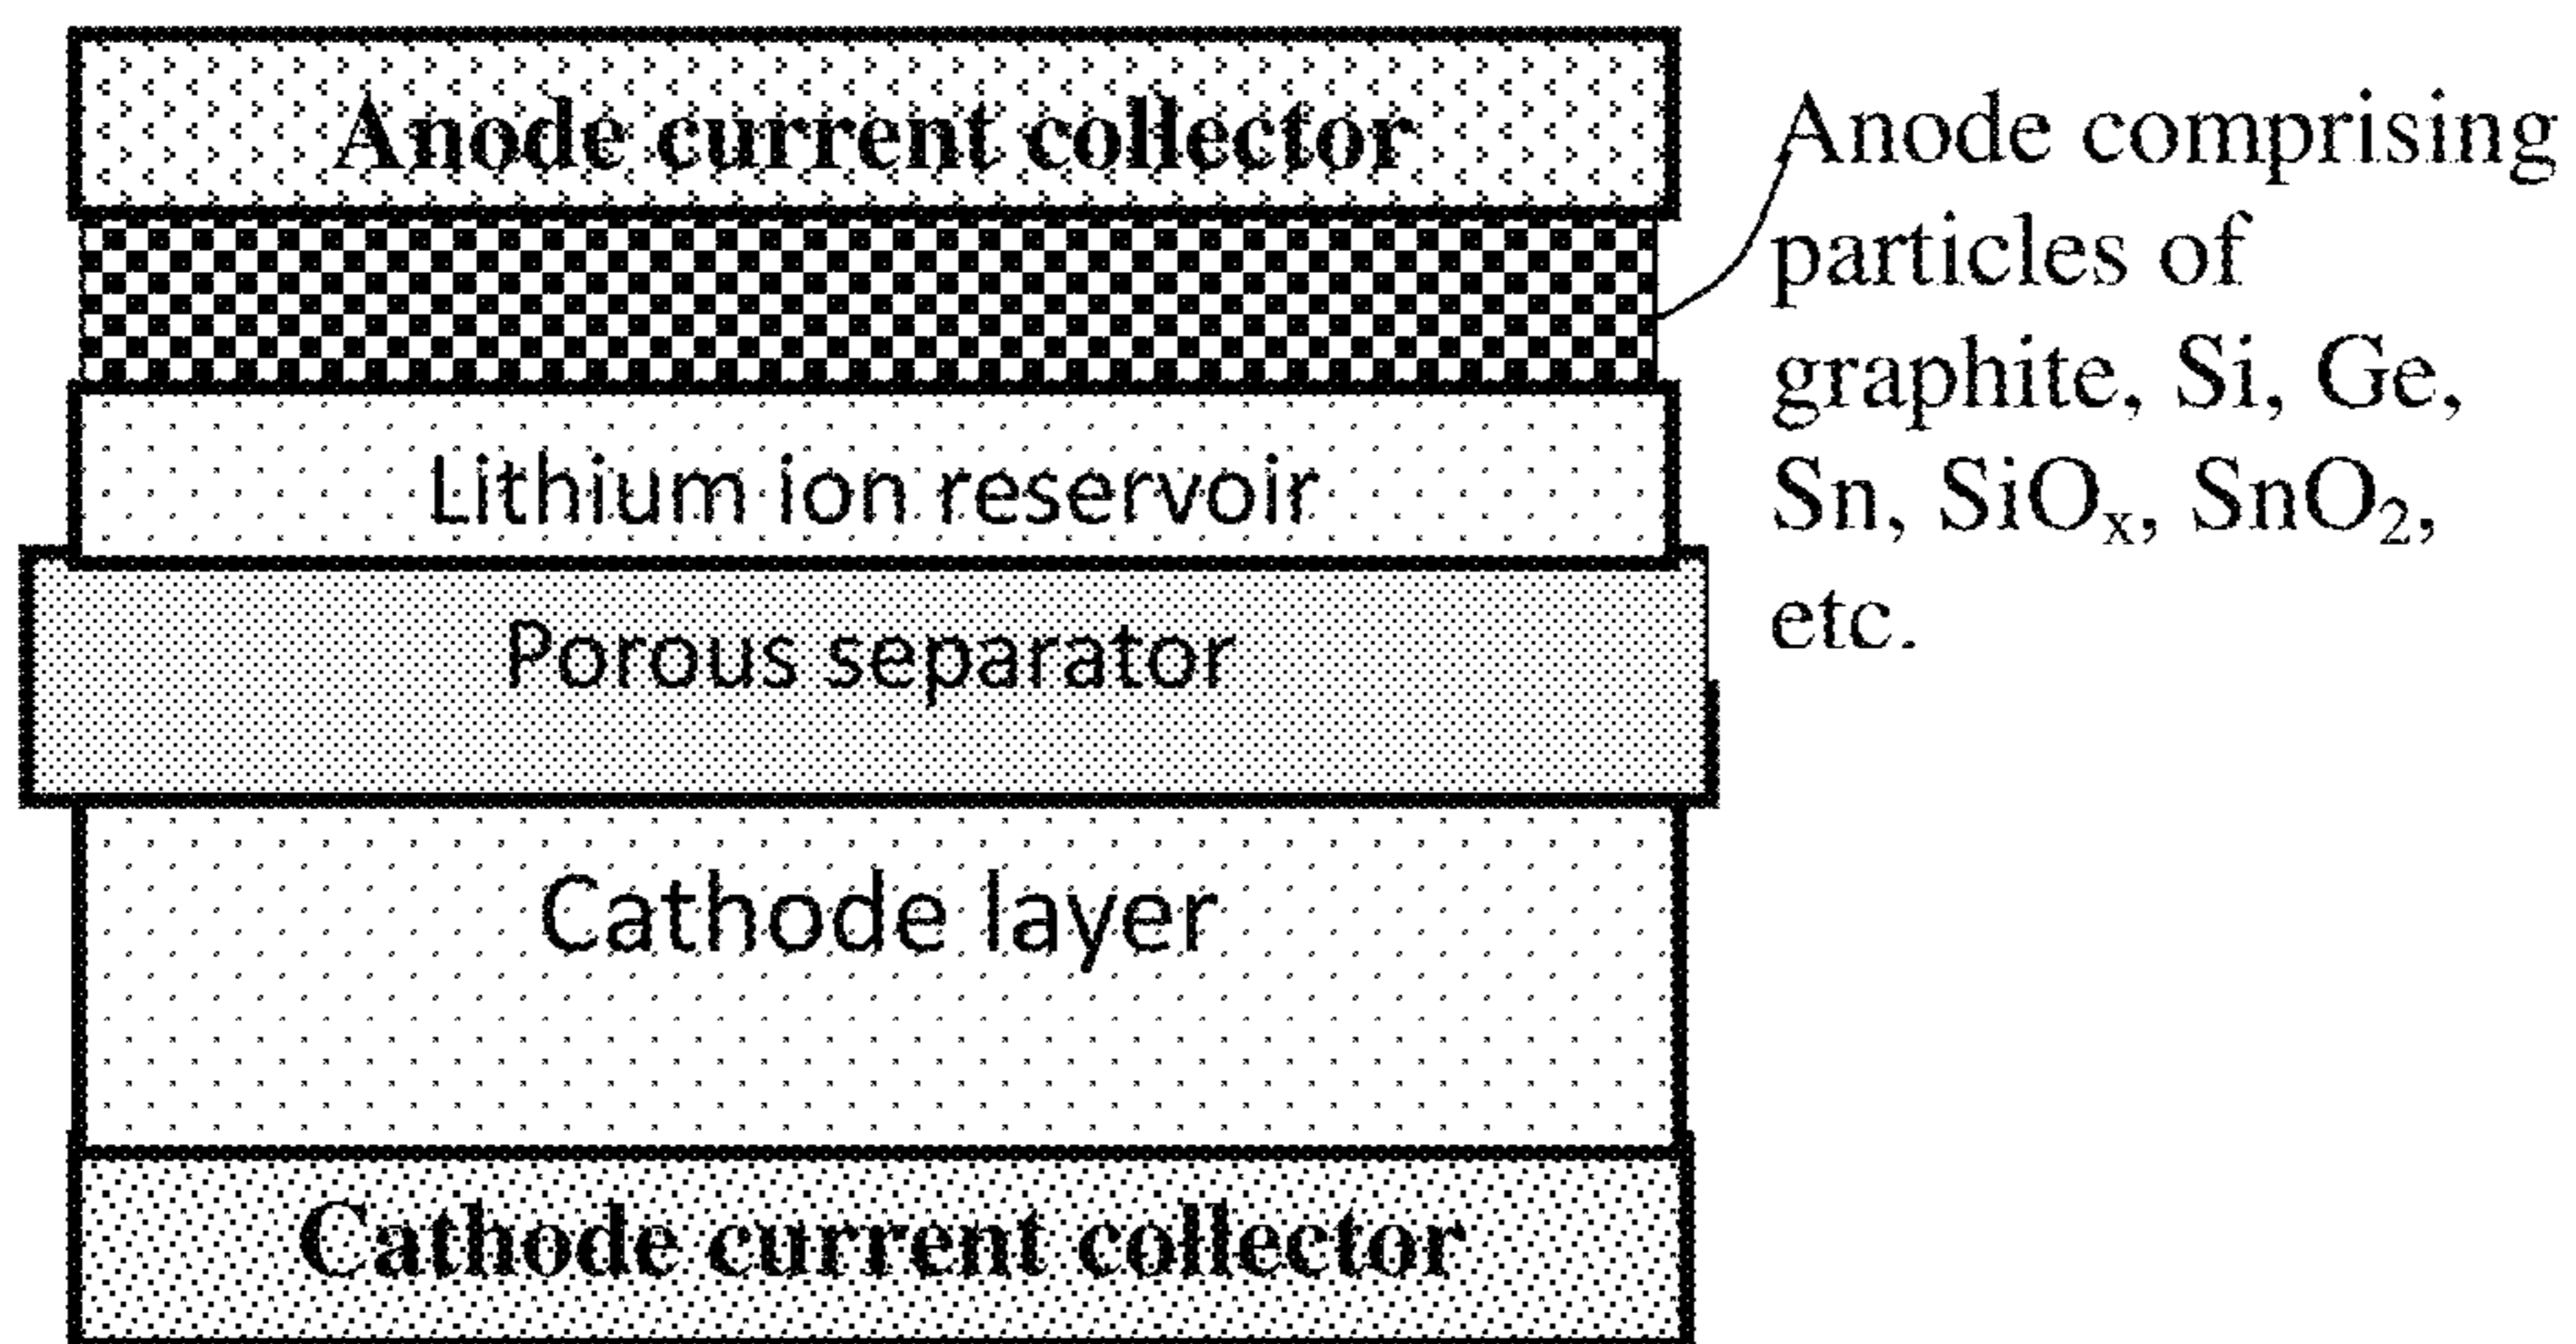 Anode current collector
Anode comprising
particles of
graphite, Si, Ge,
Sn, SiOₓ, SnO₂,
etc.
Lithium ion reservoir
Porous separator
Cathode layer
Cathode current collector